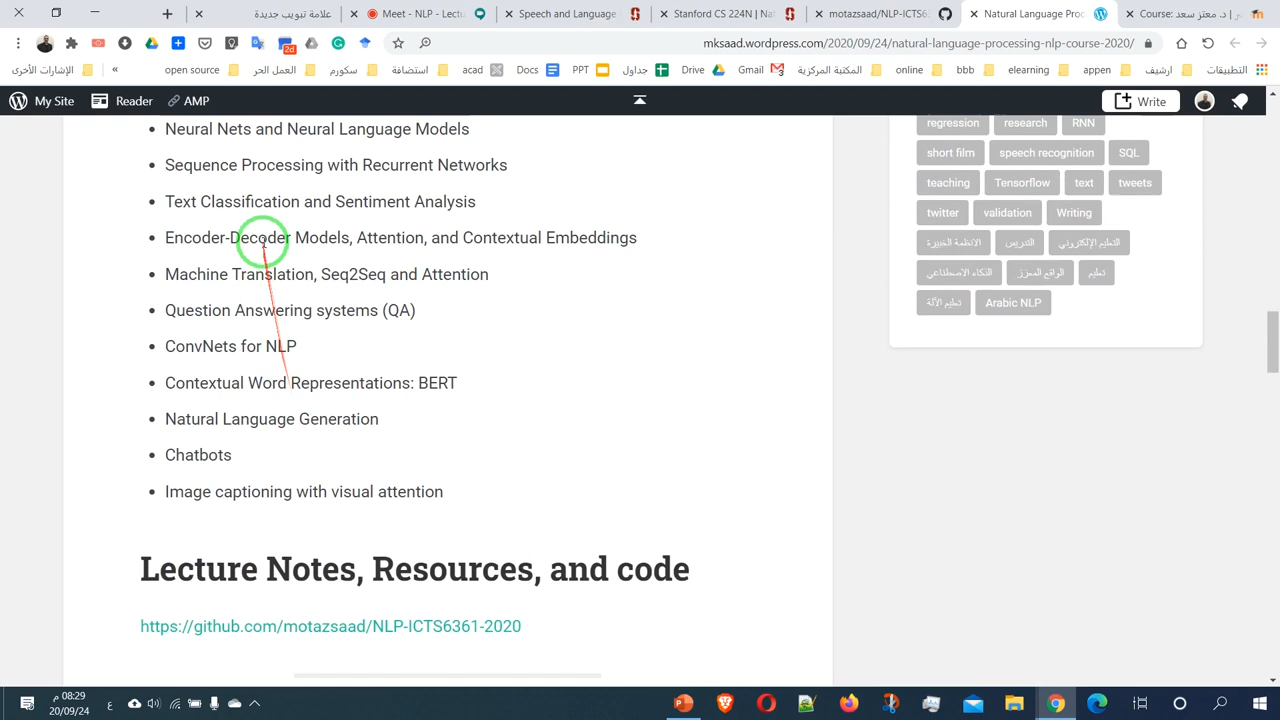 علامة تبويب جديدة
Meet - NLP - Lectu
Speech and Language
Stanford CS 224N | Nat
motazsaad/NLP-ICTS63
Natural Language Proc
Course: د. معتز سعد
mksaad.wordpress.com/2020/09/24/natural-language-processing-nlp-course-2020/
2d
الإشارات الأخرى
«
open source
العمل الحر
سكورم
استضافة
acad
Docs
PPT
جداول
Drive
Gmail
المكتبة المركزية
online
bbb
elearning
appen
ارشيف
التطبيقات
My Site
Reader
AMP
Write
Neural Nets and Neural Language Models
Sequence Processing with Recurrent Networks
Text Classification and Sentiment Analysis
Encoder-Decoder Models, Attention, and Contextual Embeddings
Machine Translation, Seq2Seq and Attention
Question Answering systems (QA)
ConvNets for NLP
Contextual Word Representations: BERT
Natural Language Generation
Chatbots
Image captioning with visual attention
Lecture Notes, Resources, and code
https://github.com/motazsaad/NLP-ICTS6361-2020
regression research RNN
short film speech recognition SQL
teaching Tensorflow text tweets
twitter validation Writing
الانظمة الخبيرة التدريس التعليم الإلكتروني
الذكاء الاصطناعي الواقع المعزز تعليم
تعليم الآلة Arabic NLP
08:29 م
20/09/24
ع